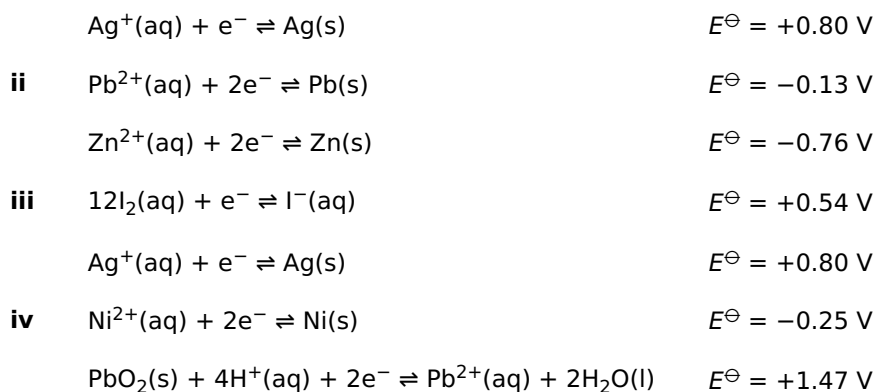 Ag⁺(aq) + e⁻ ⇌ Ag(s) E⦵ = +0.80 V
ii Pb²⁺(aq) + 2e⁻ ⇌ Pb(s) E⦵ = −0.13 V
Zn²⁺(aq) + 2e⁻ ⇌ Zn(s) E⦵ = −0.76 V
iii 12I₂(aq) + e⁻ ⇌ I⁻(aq) E⦵ = +0.54 V
Ag⁺(aq) + e⁻ ⇌ Ag(s) E⦵ = +0.80 V
iv Ni²⁺(aq) + 2e⁻ ⇌ Ni(s) E⦵ = −0.25 V
PbO₂(s) + 4H⁺(aq) + 2e⁻ ⇌ Pb²⁺(aq) + 2H₂O(l) E⦵ = +1.47 V